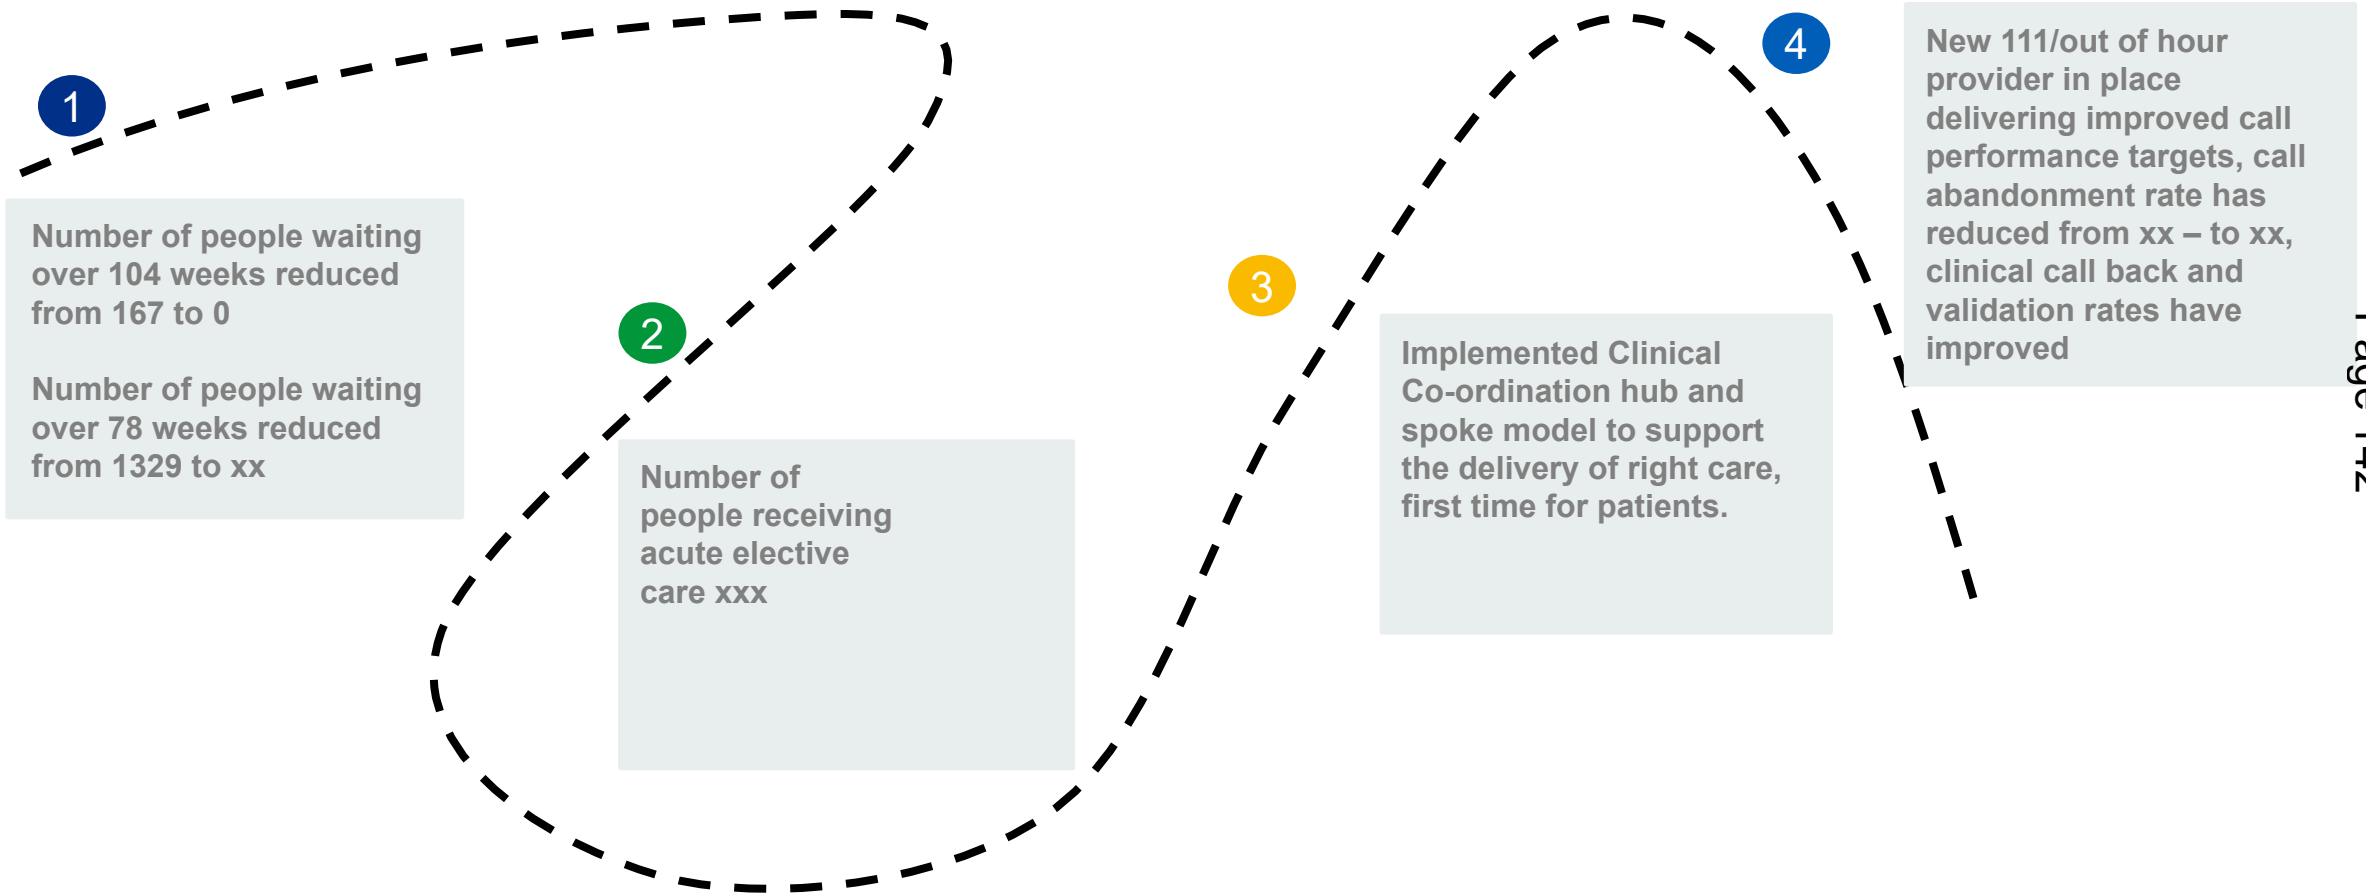 1
Number of people waiting
over 104 weeks reduced
from 167 to 0
Number of people waiting
over 78 weeks reduced
from 1329 to xx
2
Number of
people receiving
acute elective
care xxx
3
Implemented Clinical
Co-ordination hub and
spoke model to support
the delivery of right care,
first time for patients.
4
New 111/out of hour
provider in place
delivering improved call
performance targets, call
abandonment rate has
reduced from xx – to xx,
clinical call back and
validation rates have
improved
Page 142